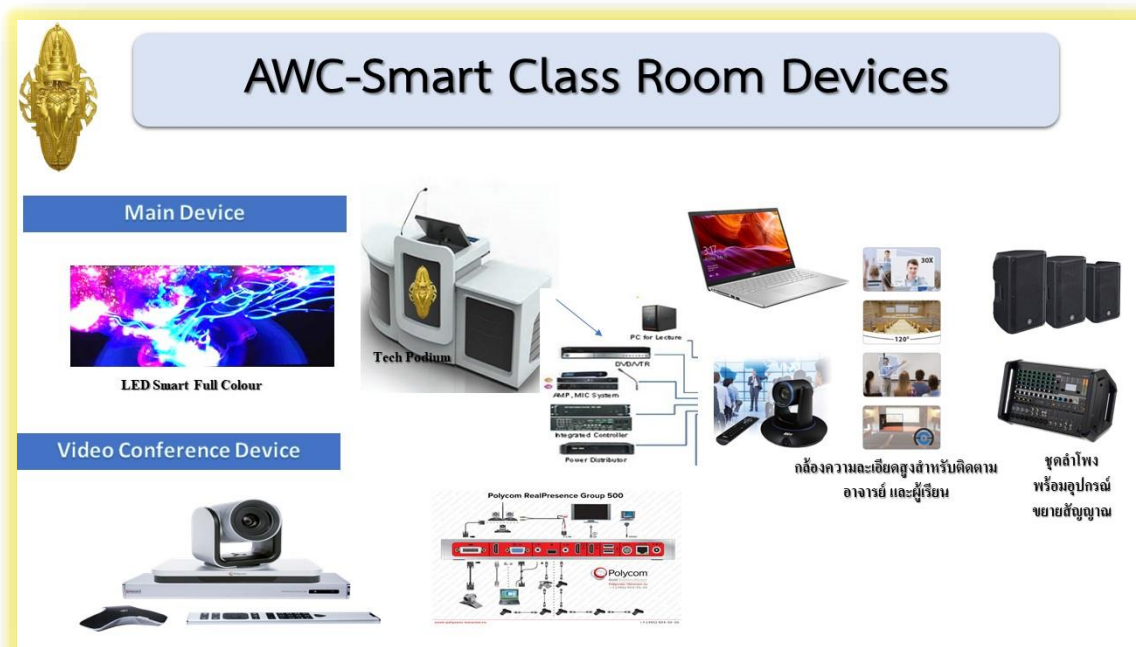 AWC-Smart Class Room Devices
Main Device
LED Smart Full Colour
Tech Podium
PC for Lecture
DVD/VTR
AMP, MIC System
Integrated Controller
Power Distributor
3:17
30X
120°
กล้องความละเอียดสูงสำหรับติดตาม
อาจารย์ และผู้เรียน
ชุดลำโพง
พร้อมอุปกรณ์
ขยายสัญญาณ
Video Conference Device
Polycom RealPresence Group 500
Polycom